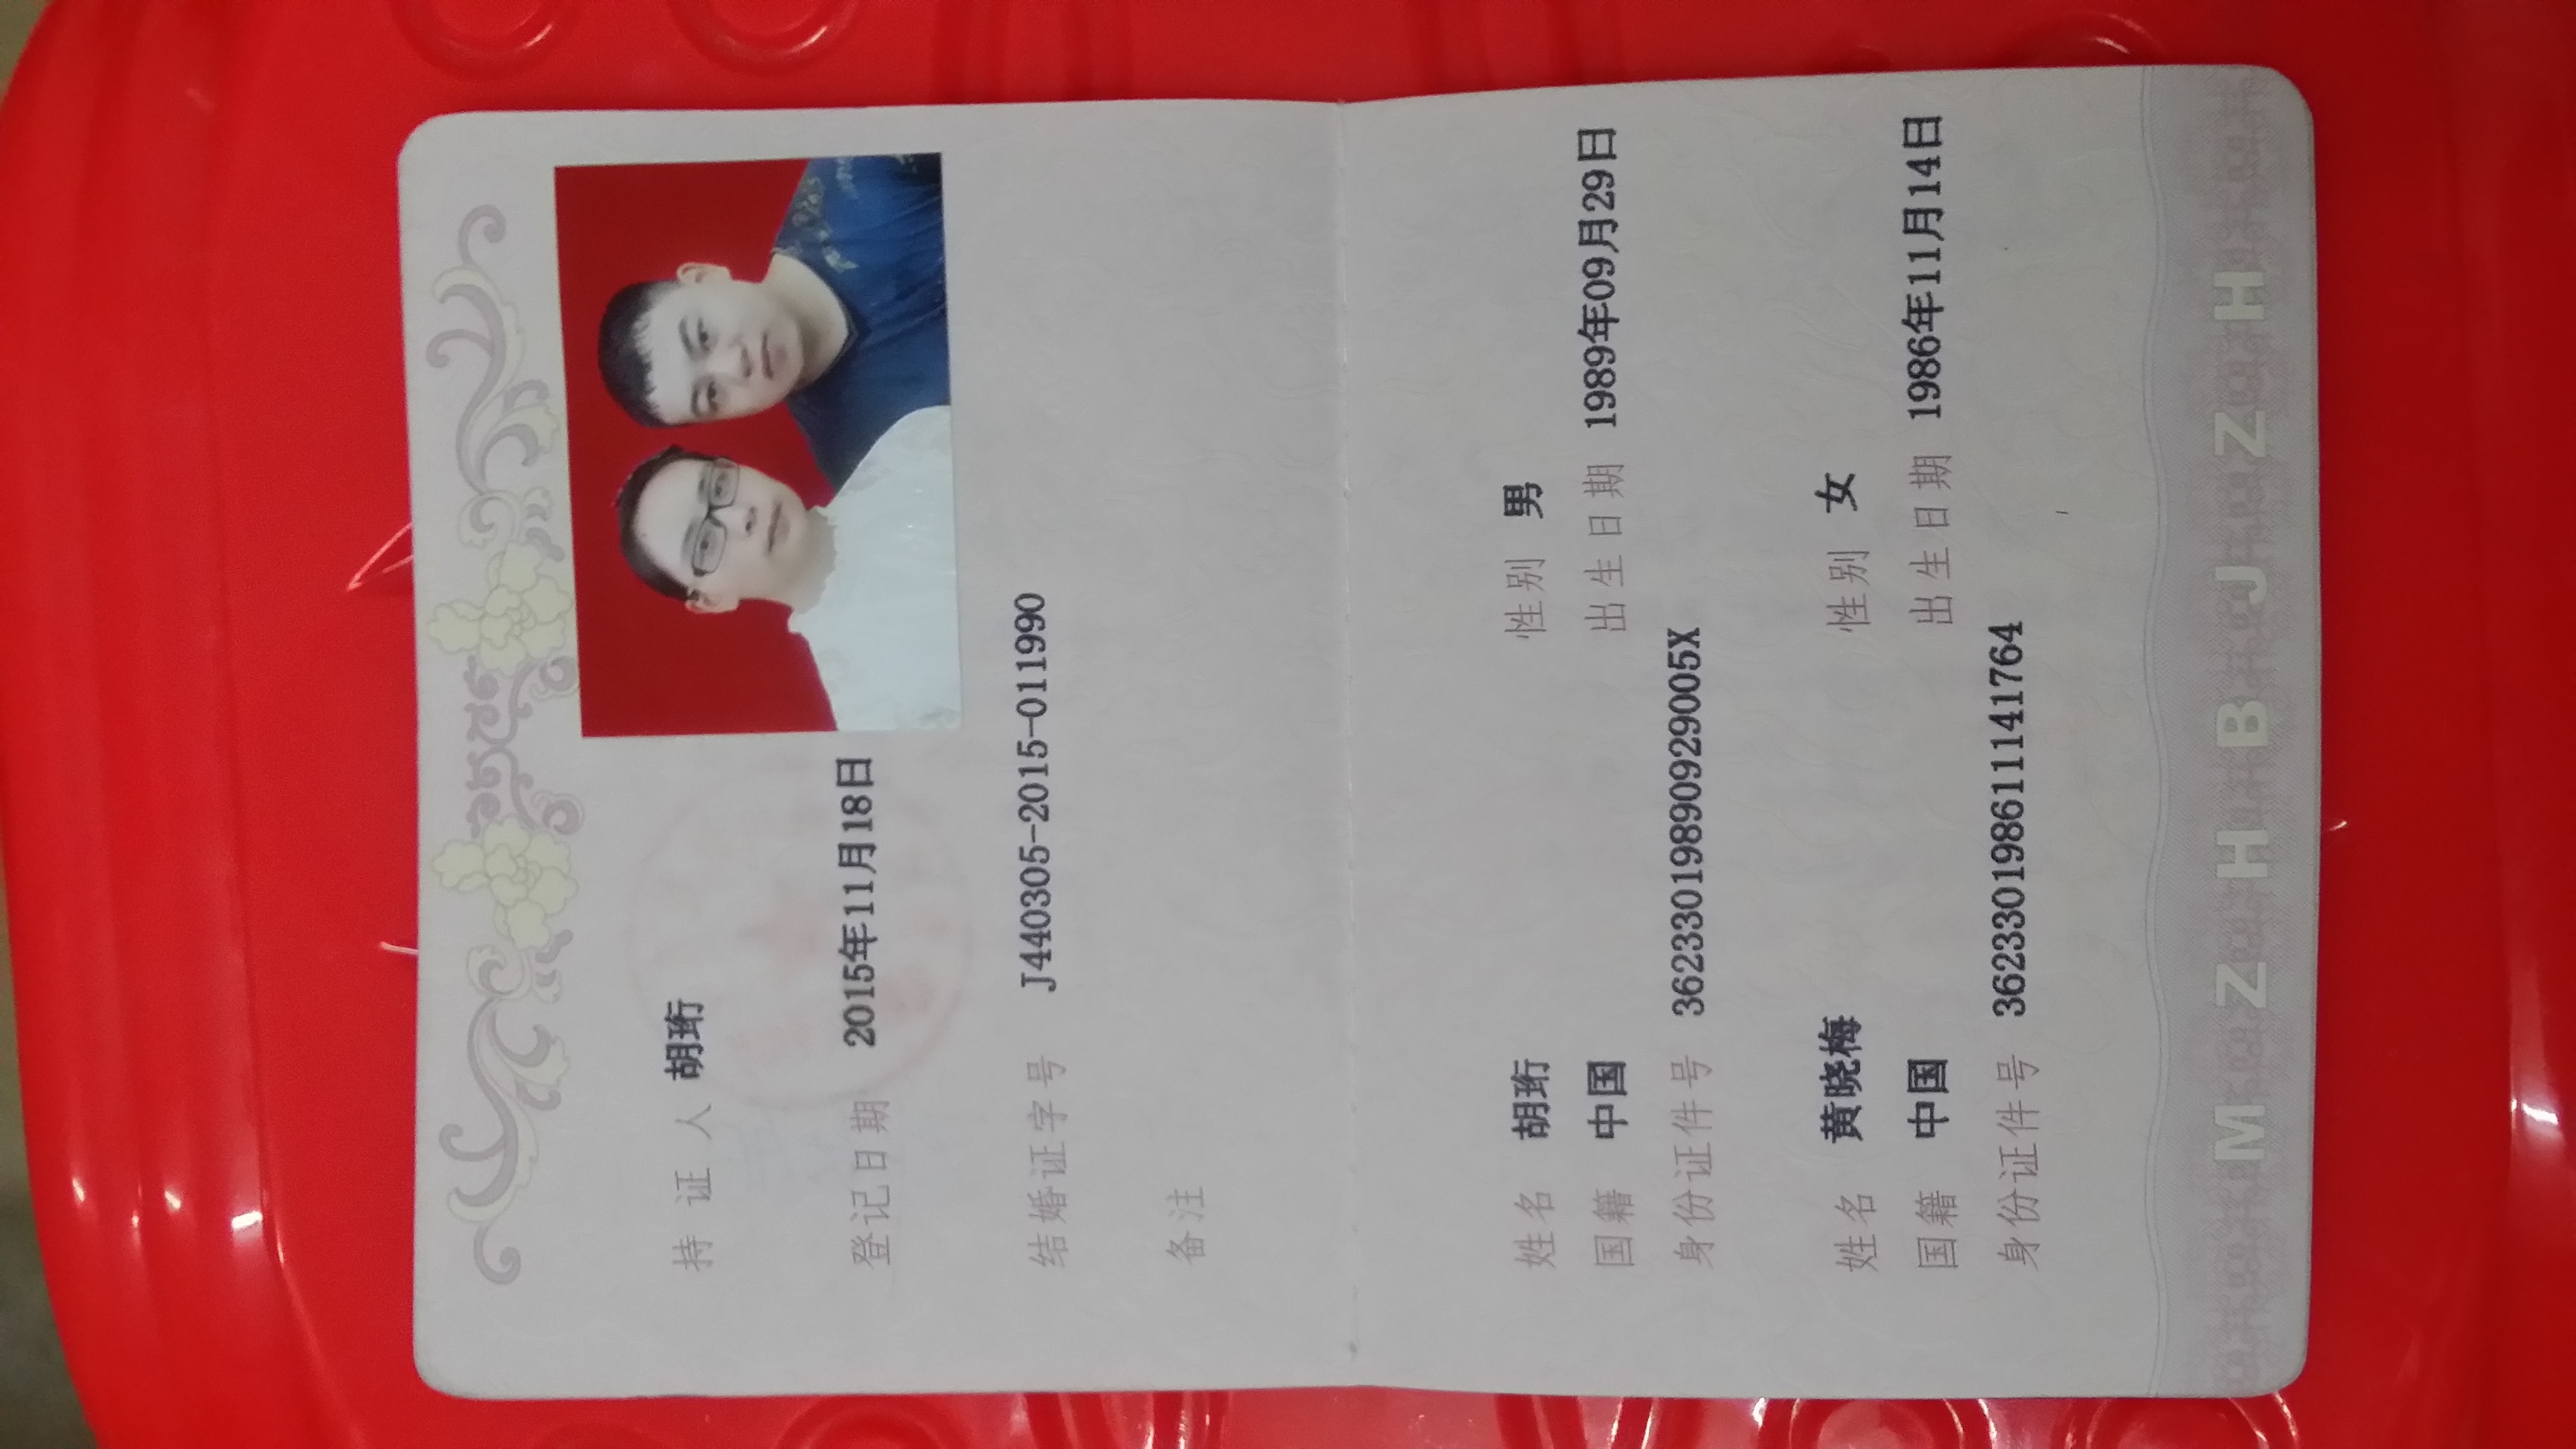 持证人 胡珩
登记日期 2015年11月18日
结婚证字号 J440305-2015-011990
备注
姓名 胡珩 性别 男
国籍 中国 出生日期 1989年09月29日
身份证件号 36233019890929005X
姓名 黄晓梅 性别 女
国籍 中国 出生日期 1986年11月14日
身份证件号 362330198611141764
MZHBJZH